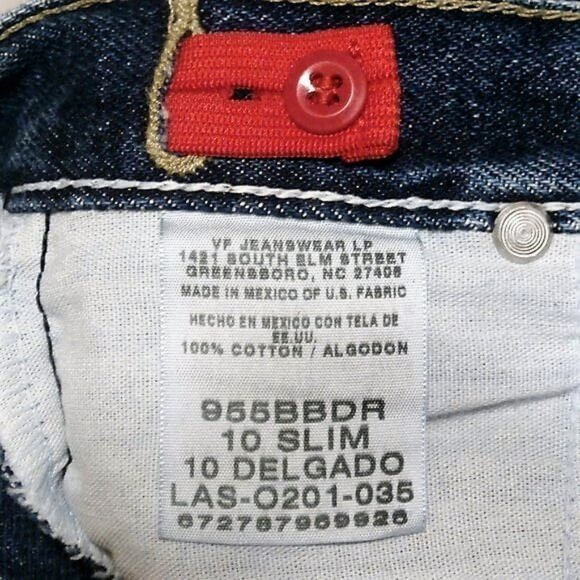 VF JEANSWEAR LP
1421 SOUTH ELM STREET
GREENSBORO, NC 27406
MADE IN MEXICO OF U.S. FABRIC
HECHO EN MEXICO CON TELA DE
EE.UU.
100% COTTON / ALGODON
955BBDR
10 SLIM
10 DELGADO
LAS-O201-035
672787969926